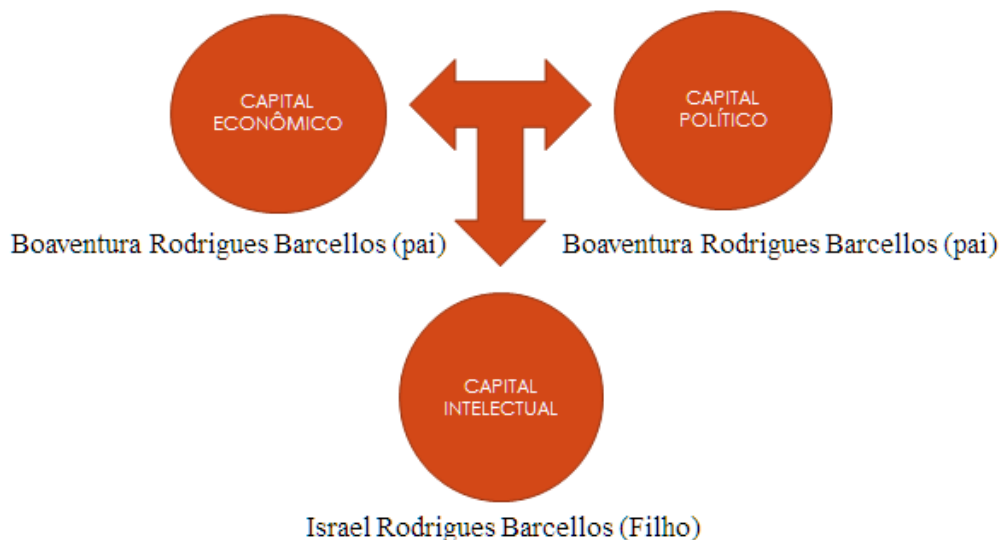 CAPITAL
ECONÔMICO
CAPITAL
POLÍTICO
Boaventura Rodrigues Barcellos (pai)
Boaventura Rodrigues Barcellos (pai)
CAPITAL
INTELECTUAL
Israel Rodrigues Barcellos (Filho)